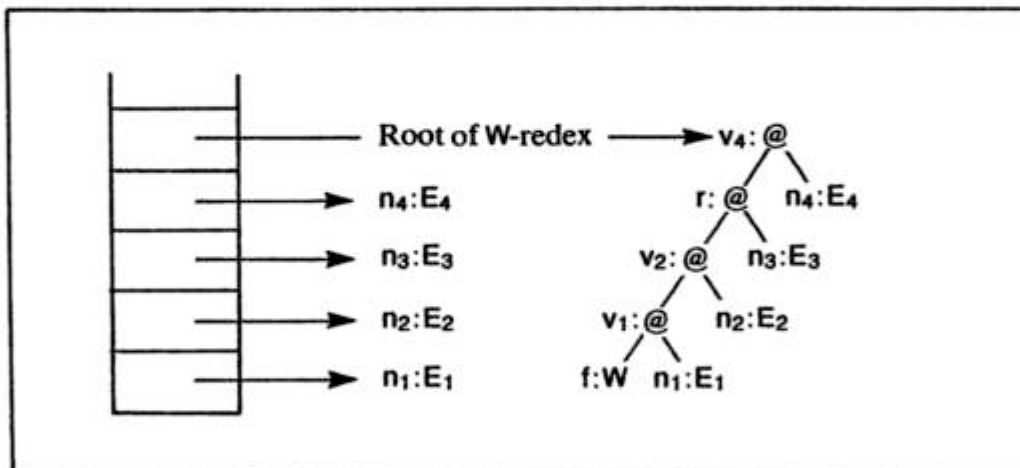 Root of W-redex v₄: @
n₄:E₄ r: @ n₄:E₄
n₃:E₃ v₂: @ n₃:E₃
n₂:E₂ v₁: @ n₂:E₂
n₁:E₁ f:W n₁:E₁